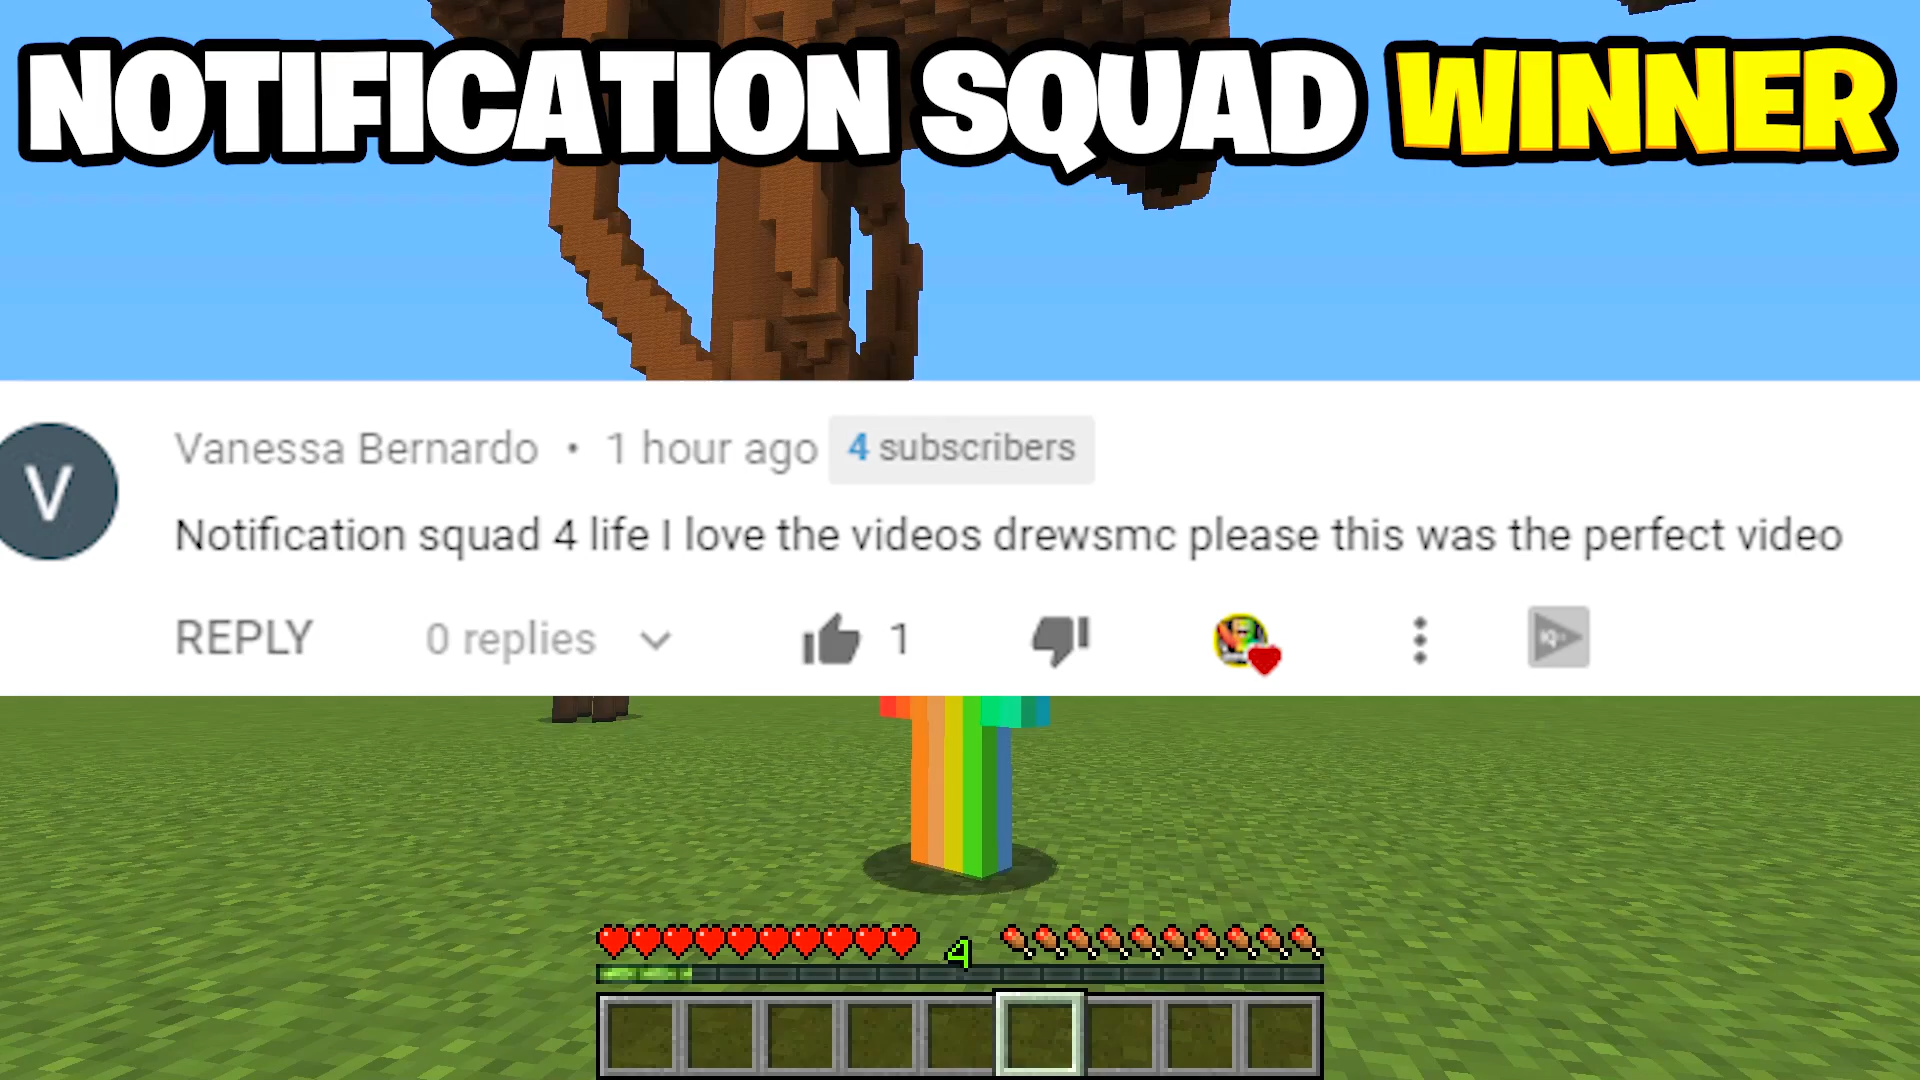 NOTIFICATION SQUAD WINNER
V
Vanessa Bernardo • 1 hour ago 4 subscribers
Notification squad 4 life I love the videos drewsmc please this was the perfect video
REPLY 0 replies 1
IQ
4